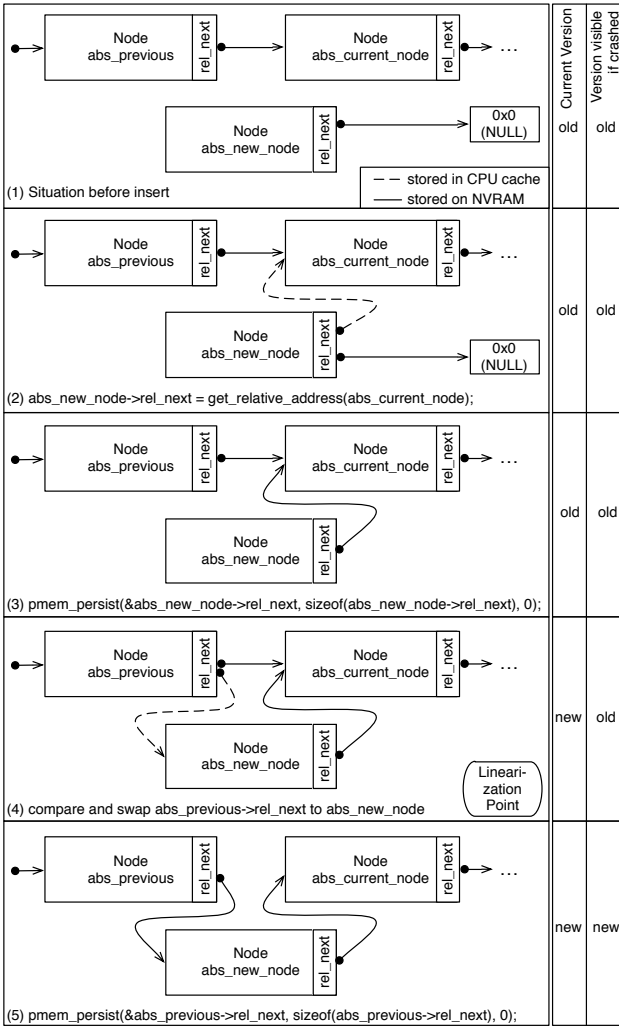 Current Version
Version visible
if crashed
Node
abs_previous
rel_next
Node
abs_current_node
rel_next
...
Node
abs_new_node
rel_next
0x0
(NULL)
old
old
(1) Situation before insert
stored in CPU cache
stored on NVRAM
Node
abs_previous
rel_next
Node
abs_current_node
rel_next
...
Node
abs_new_node
rel_next
0x0
(NULL)
old
old
(2) abs_new_node->rel_next = get_relative_address(abs_current_node);
Node
abs_previous
rel_next
Node
abs_current_node
rel_next
...
Node
abs_new_node
rel_next
old
old
(3) pmem_persist(&abs_new_node->rel_next, sizeof(abs_new_node->rel_next), 0);
Node
abs_previous
rel_next
Node
abs_current_node
rel_next
...
Node
abs_new_node
rel_next
new
old
Lineari-
zation
Point
(4) compare and swap abs_previous->rel_next to abs_new_node
Node
abs_previous
rel_next
Node
abs_current_node
rel_next
...
Node
abs_new_node
rel_next
new
new
(5) pmem_persist(&abs_previous->rel_next, sizeof(abs_previous->rel_next), 0);